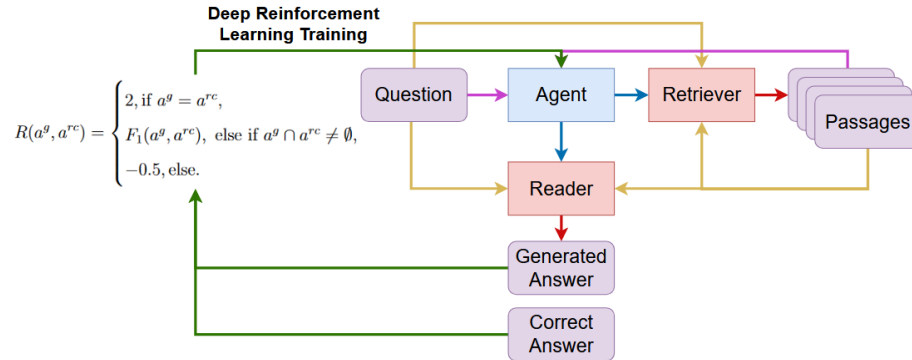 Deep Reinforcement
Learning Training
Question
Agent
Retriever
Passages
R(a^g, a^{rc}) = { 2, if a^g = a^{rc},
F_1(a^g, a^{rc}), else if a^g ∩ a^{rc} ≠ ∅,
−0.5, else.
Reader
Generated
Answer
Correct
Answer